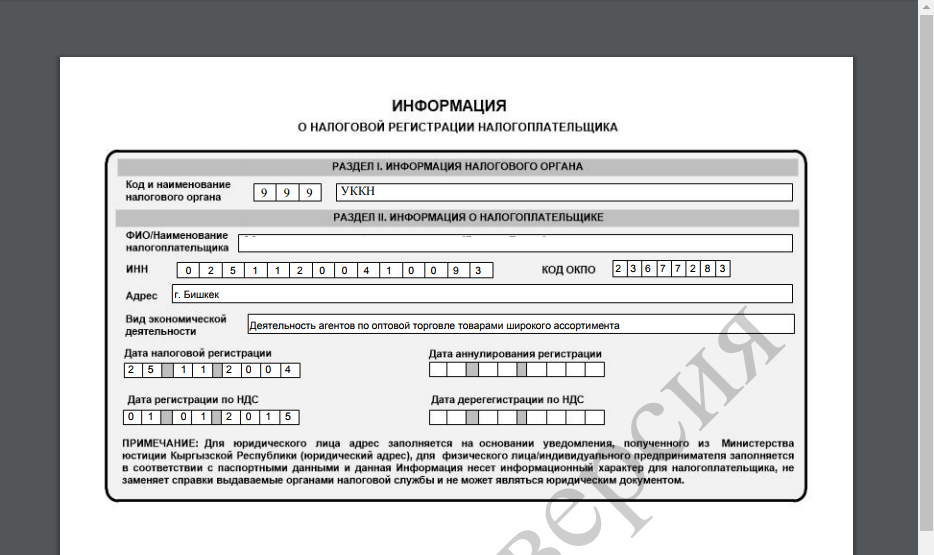 ИНФОРМАЦИЯ
О НАЛОГОВОЙ РЕГИСТРАЦИИ НАЛОГОПЛАТЕЛЬЩИКА
РАЗДЕЛ I. ИНФОРМАЦИЯ НАЛОГОВОГО ОРГАНА
Код и наименование
налогового органа
9 9 9 УККН
РАЗДЕЛ II. ИНФОРМАЦИЯ О НАЛОГОПЛАТЕЛЬЩИКЕ
ФИО/Наименование
налогоплательщика
ИНН 0 2 5 1 1 2 0 0 4 1 0 0 9 3 КОД ОКПО 2 3 6 7 7 2 8 3
Адрес г. Бишкек
Вид экономической
деятельности
Деятельность агентов по оптовой торговле товарами широкого ассортимента
Дата налоговой регистрации Дата аннулирования регистрации
2 5 1 1 2 0 0 4
Дата регистрации по НДС Дата дерегегистрации по НДС
0 1 0 1 2 0 1 5
ПРИМЕЧАНИЕ: Для юридического лица адрес заполняется на основании уведомления, полученного из Министерства
юстиции Кыргызской Республики (юридический адрес), для физического лица/индивидуального предпринимателя заполняется
в соответствии с паспортными данными и данная Информация несет информационный характер для налогоплательщика, не
заменяет справки выдаваемые органами налоговой службы и не может являться юридическим документом.
версия